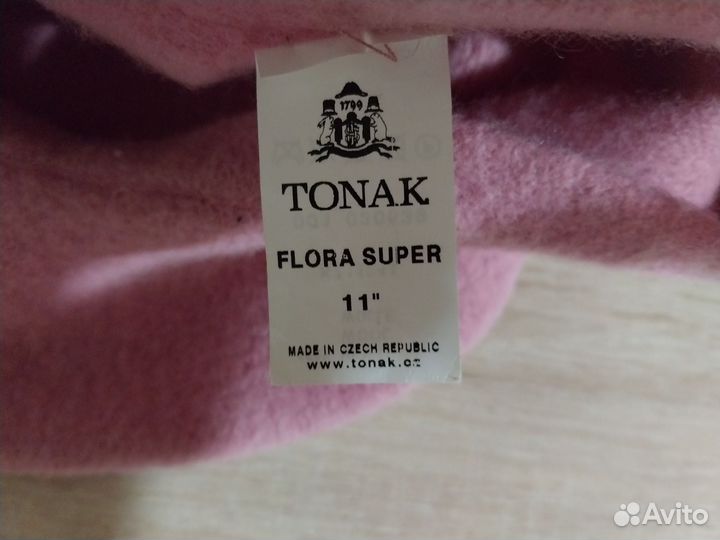 1799
TONAK
FLORA SUPER
11"
MADE IN CZECH REPUBLIC
www.tonak.cz
Avito